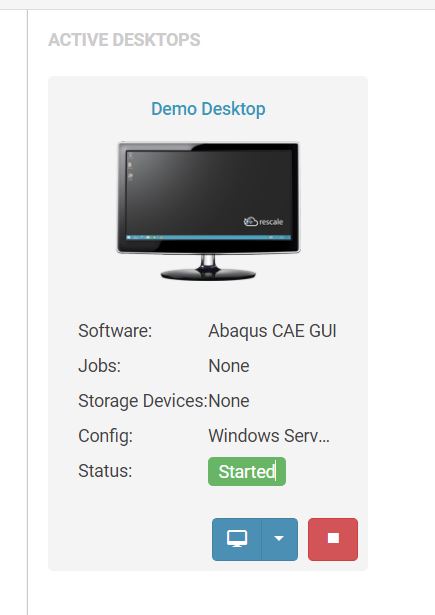 ACTIVE DESKTOPS
Demo Desktop
rescale
Software: Abaqus CAE GUI
Jobs: None
Storage Devices:None
Config: Windows Serv...
Status: Started